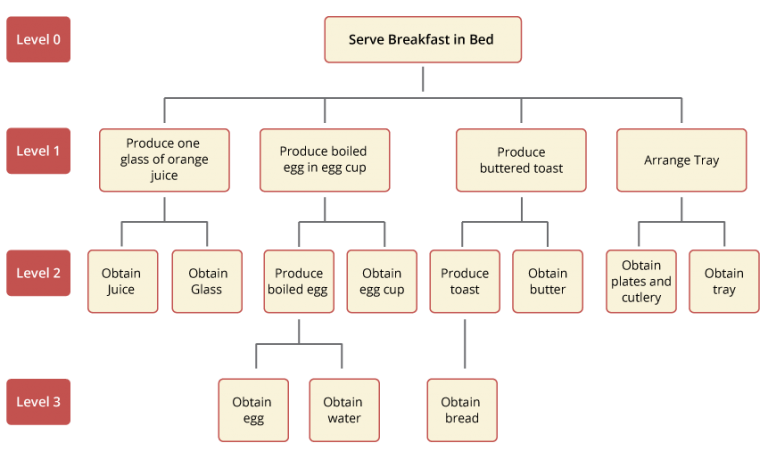 Level 0
Serve Breakfast in Bed
Level 1
Produce one
glass of orange
juice
Produce boiled
egg in egg cup
Produce
buttered toast
Arrange Tray
Level 2
Obtain
Juice
Obtain
Glass
Produce
boiled egg
Obtain
egg cup
Produce
toast
Obtain
butter
Obtain
plates and
cutlery
Obtain
tray
Level 3
Obtain
egg
Obtain
water
Obtain
bread